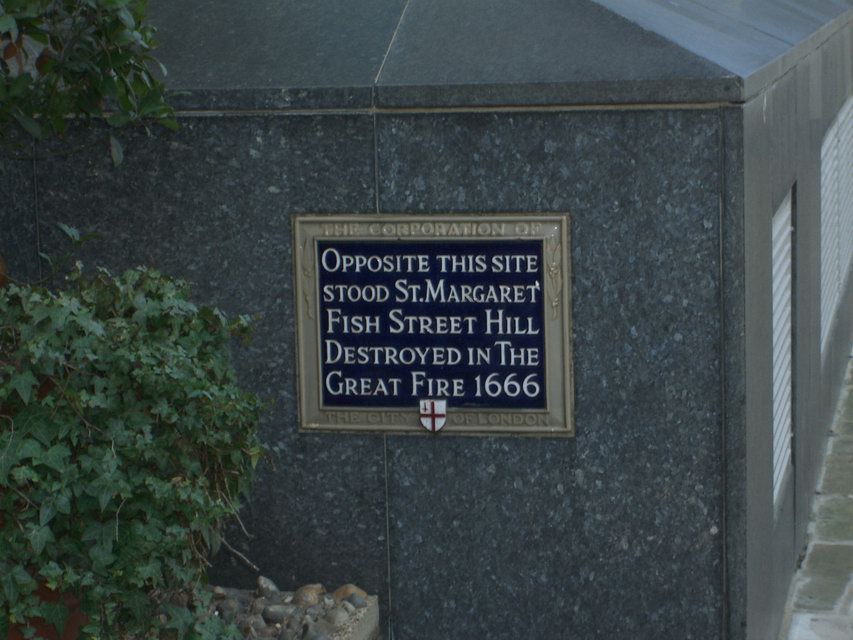 THE CORPORATION OF
OPPOSITE THIS SITE
STOOD ST. MARGARET
FISH STREET HILL
DESTROYED IN THE
GREAT FIRE 1666
THE CITY OF LONDON